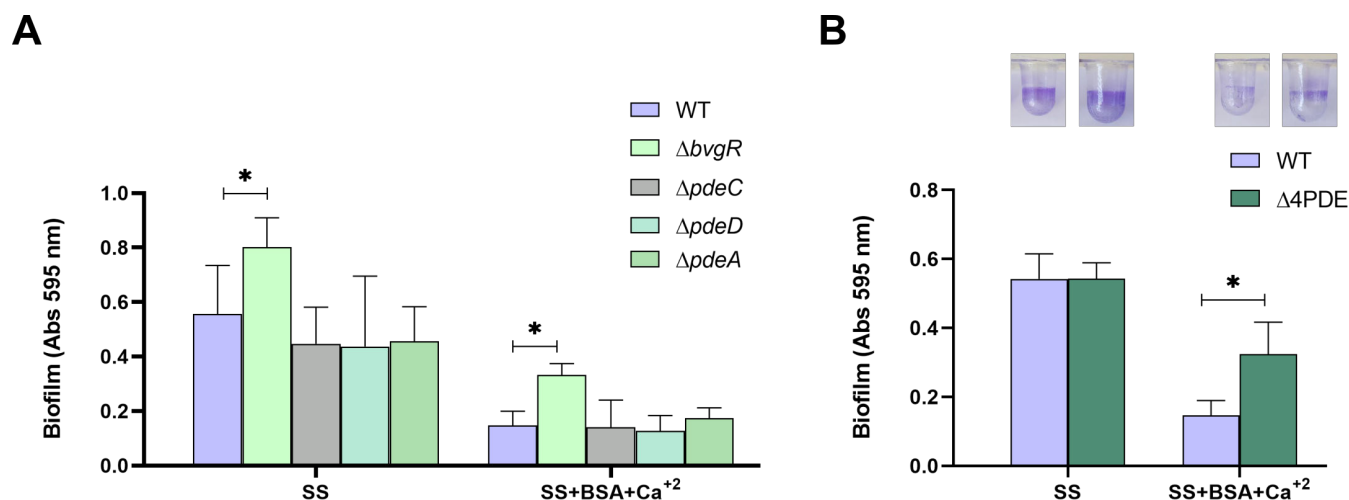 A
WT
ΔbvgR
ΔpdeC
ΔpdeD
ΔpdeA
*
*
Biofilm (Abs 595 nm)
1.0
0.8
0.6
0.4
0.2
0.0
SS
SS+BSA+Ca⁺²
B
WT
Δ4PDE
*
Biofilm (Abs 595 nm)
0.8
0.6
0.4
0.2
0.0
SS
SS+BSA+Ca⁺²